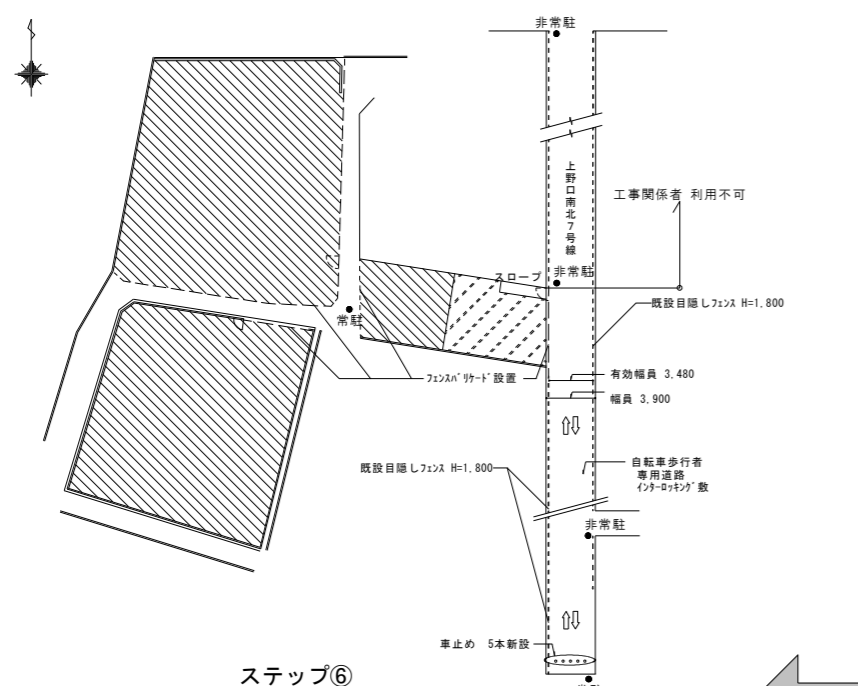 非常駐
上野口南北7号線
工事関係者 利用不可
スロープ
非常駐
既設目隠しフェンス H=1,800
常駐
フェンスバリケード設置
有効幅員 3,480
幅員 3,900
既設目隠しフェンス H=1,800
自転車歩行者
専用道路
インターロッキング敷
非常駐
車止め 5本新設
ステップ⑥